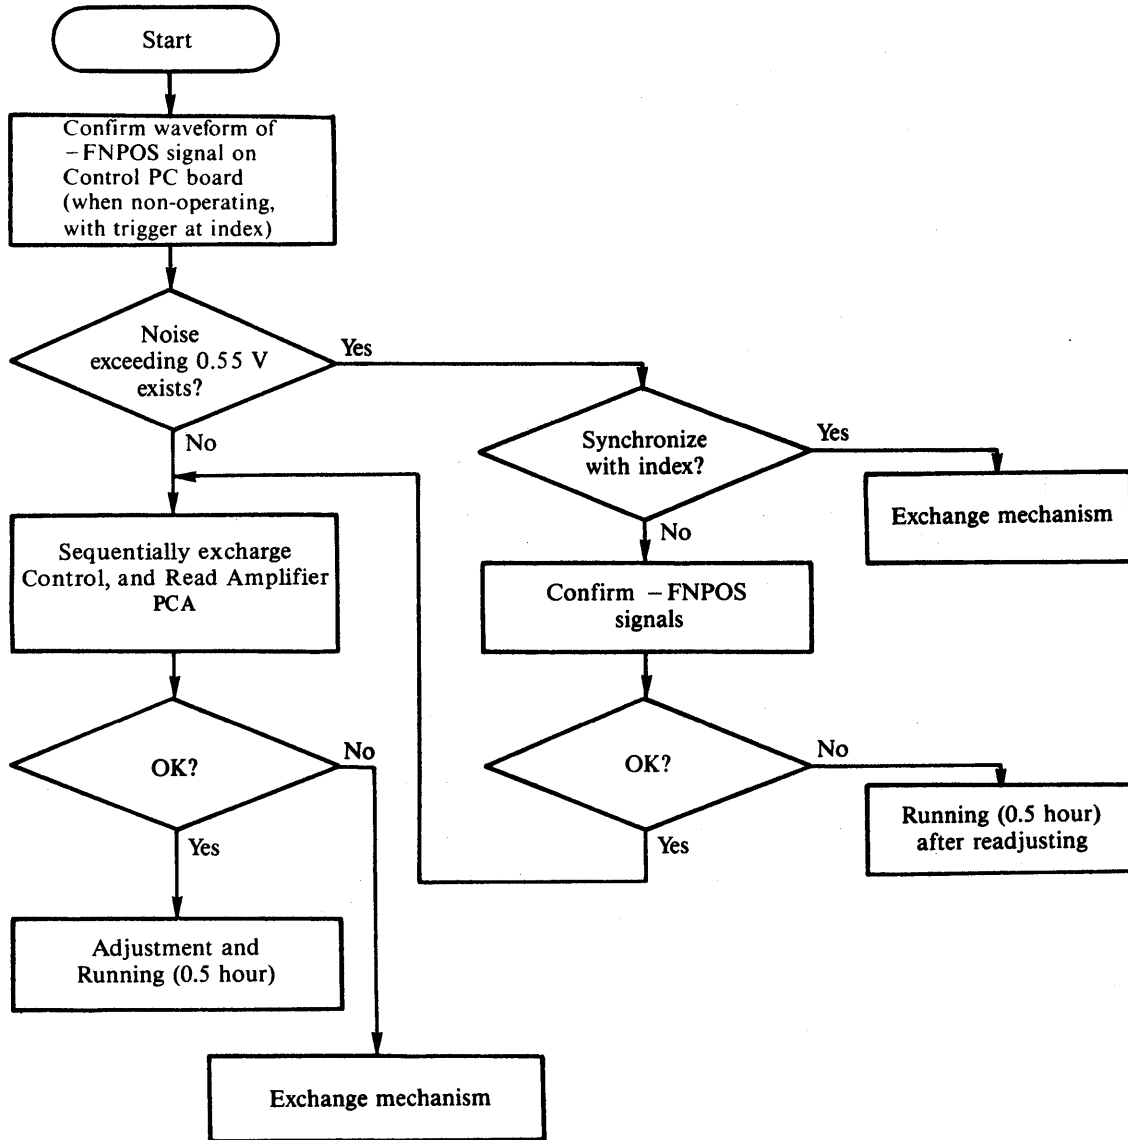 Start
Confirm waveform of
–FNPOS signal on
Control PC board
(when non-operating,
with trigger at index)
Noise
exceeding 0.55 V
exists?
Yes
No
Synchronize
with index?
Yes
No
Exchange mechanism
Sequentially excharge
Control, and Read Amplifier
PCA
Confirm –FNPOS
signals
OK?
No
Yes
OK?
No
Yes
Running (0.5 hour)
after readjusting
Adjustment and
Running (0.5 hour)
Exchange mechanism